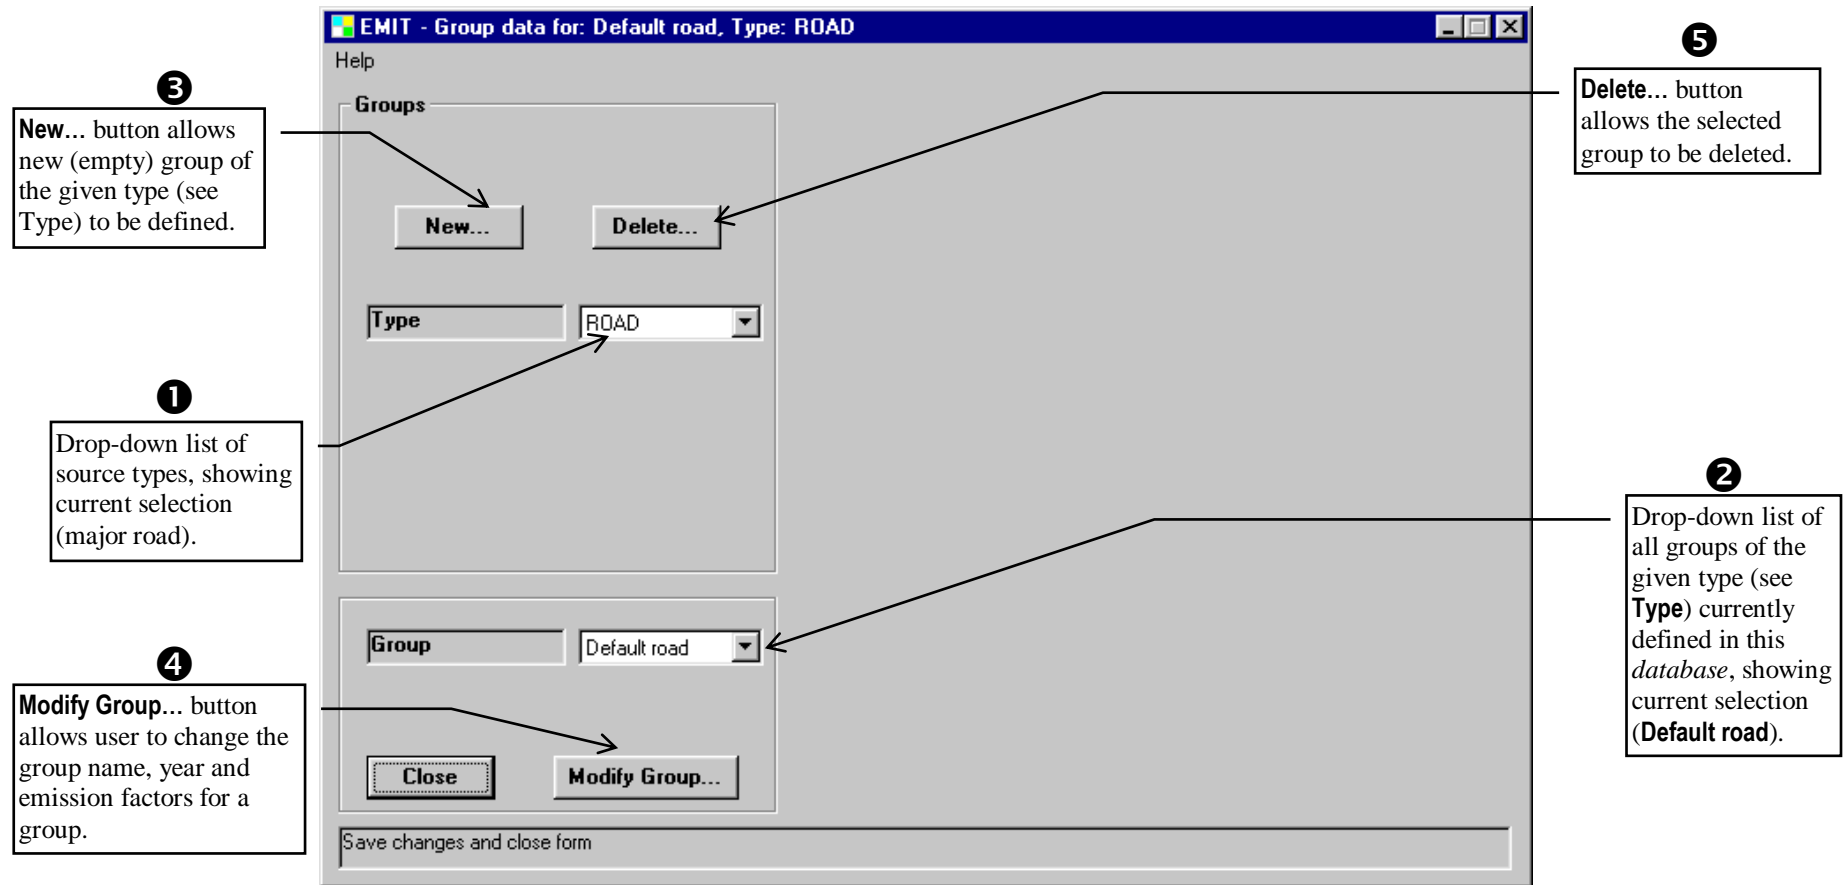 EMIT - Group data for: Default road, Type: ROAD
Help
Groups
New...
Delete...
Type
ROAD
Group
Default road
Close
Modify Group...
Save changes and close form
❸
New... button allows
new (empty) group of
the given type (see
Type) to be defined.
❶
Drop-down list of
source types, showing
current selection
(major road).
❹
Modify Group... button
allows user to change the
group name, year and
emission factors for a
group.
❺
Delete... button
allows the selected
group to be deleted.
❷
Drop-down list of
all groups of the
given type (see
Type) currently
defined in this
database, showing
current selection
(Default road).